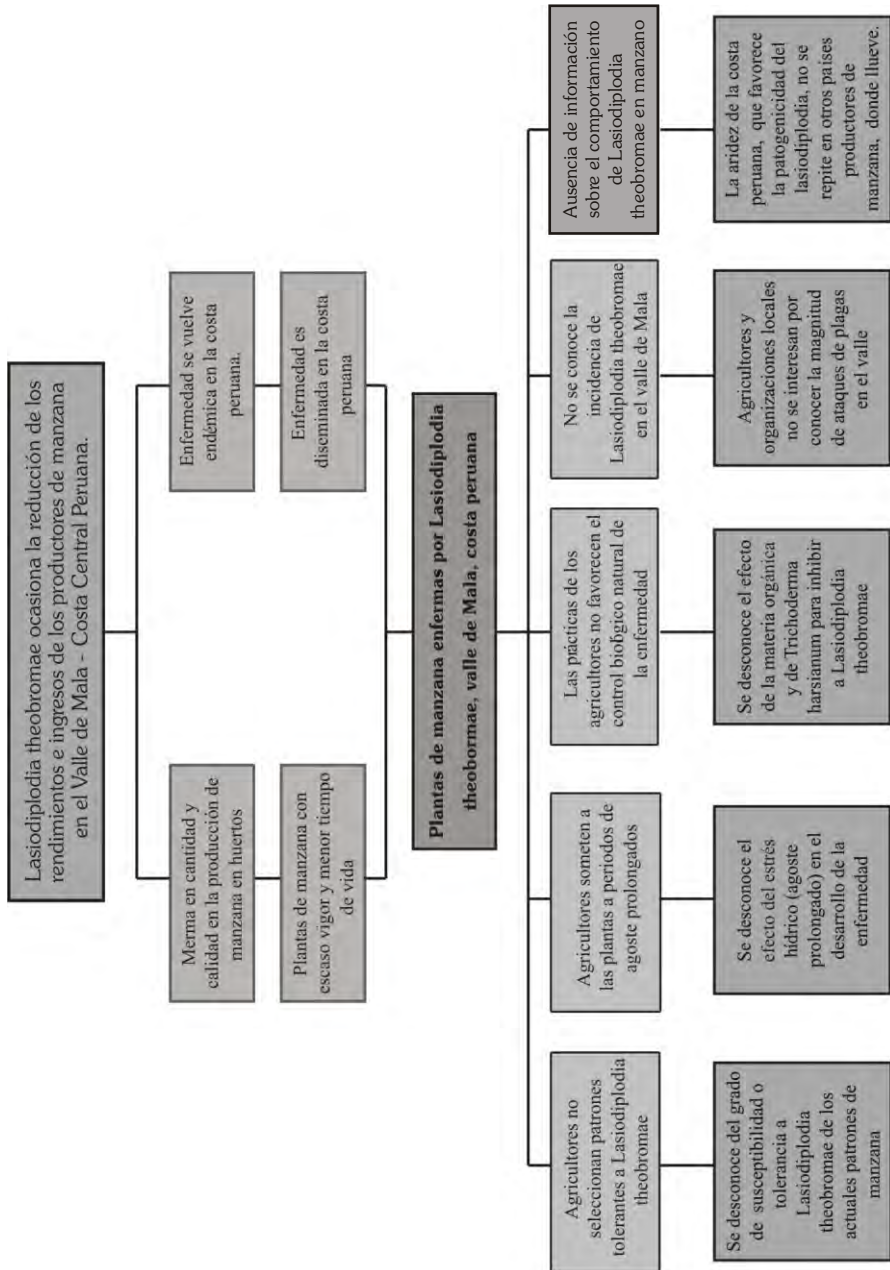 Lasiodiplodia theobromae ocasiona la reducción de los
rendimientos e ingresos de los productores de manzana
en el Valle de Mala - Costa Central Peruana.
Merma en cantidad y
calidad en la producción de
manzana en huertos
Enfermedad se vuelve
endémica en la costa
peruana.
Plantas de manzana con
escaso vigor y menor tiempo
de vida
Enfermedad es
diseminada en la costa
peruana
Plantas de manzana enfermas por Lasiodiplodia
theobormae, valle de Mala, costa peruana
Agricultores no
seleccionan patrones
tolerantes a Lasiodiplodia
theobromae
Agricultores someten a
las plantas a periodos de
agoste prolongados
Las prácticas de los
agricultores no favorecen el
control biológico natural de
la enfermedad
No se conoce la
incidencia de
Lasiodiplodia theobromae
en el valle de Mala
Ausencia de información
sobre el comportamiento
de Lasiodiplodia
theobromae en manzano
Se desconoce del grado
de susceptibilidad o
tolerancia a
Lasiodiplodia
theobromae de los
actuales patrones de
manzana
Se desconoce el
efecto del estrés
hídrico (agoste
prolongado) en el
desarrollo de la
enfermedad
Se desconoce el efecto
de la materia orgánica
y de Trichoderma
harsianum para inhibir
a Lasiodiplodia
theobromae
Agricultores y
organizaciones locales
no se interesan por
conocer la magnitud
de ataques de plagas
en el valle
La aridez de la costa
peruana, que favorece
la patogenicidad del
lasiodiplodia, no se
repite en otros países
productores de
manzana, donde llueve.